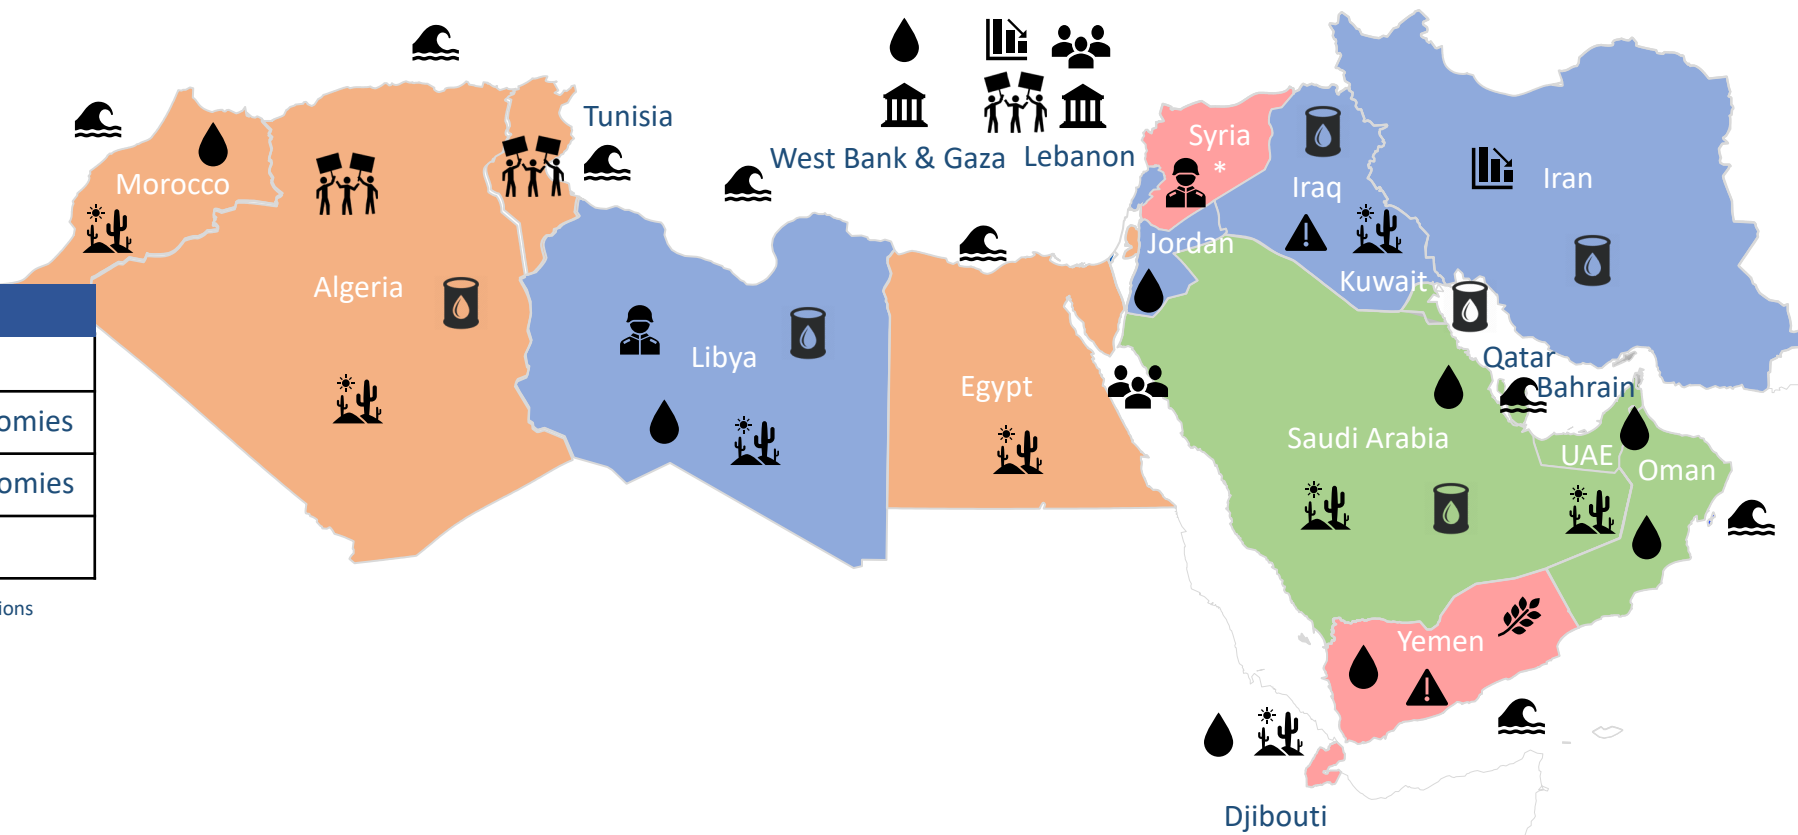 Tunisia
West Bank & Gaza
Lebanon
Syria
*
Morocco
Iraq
Iran
Jordan
Algeria
Kuwait
Libya
Qatar
Egypt
Bahrain
omies
Saudi Arabia
UAE
Oman
omies
ions
Yemen
Djibouti